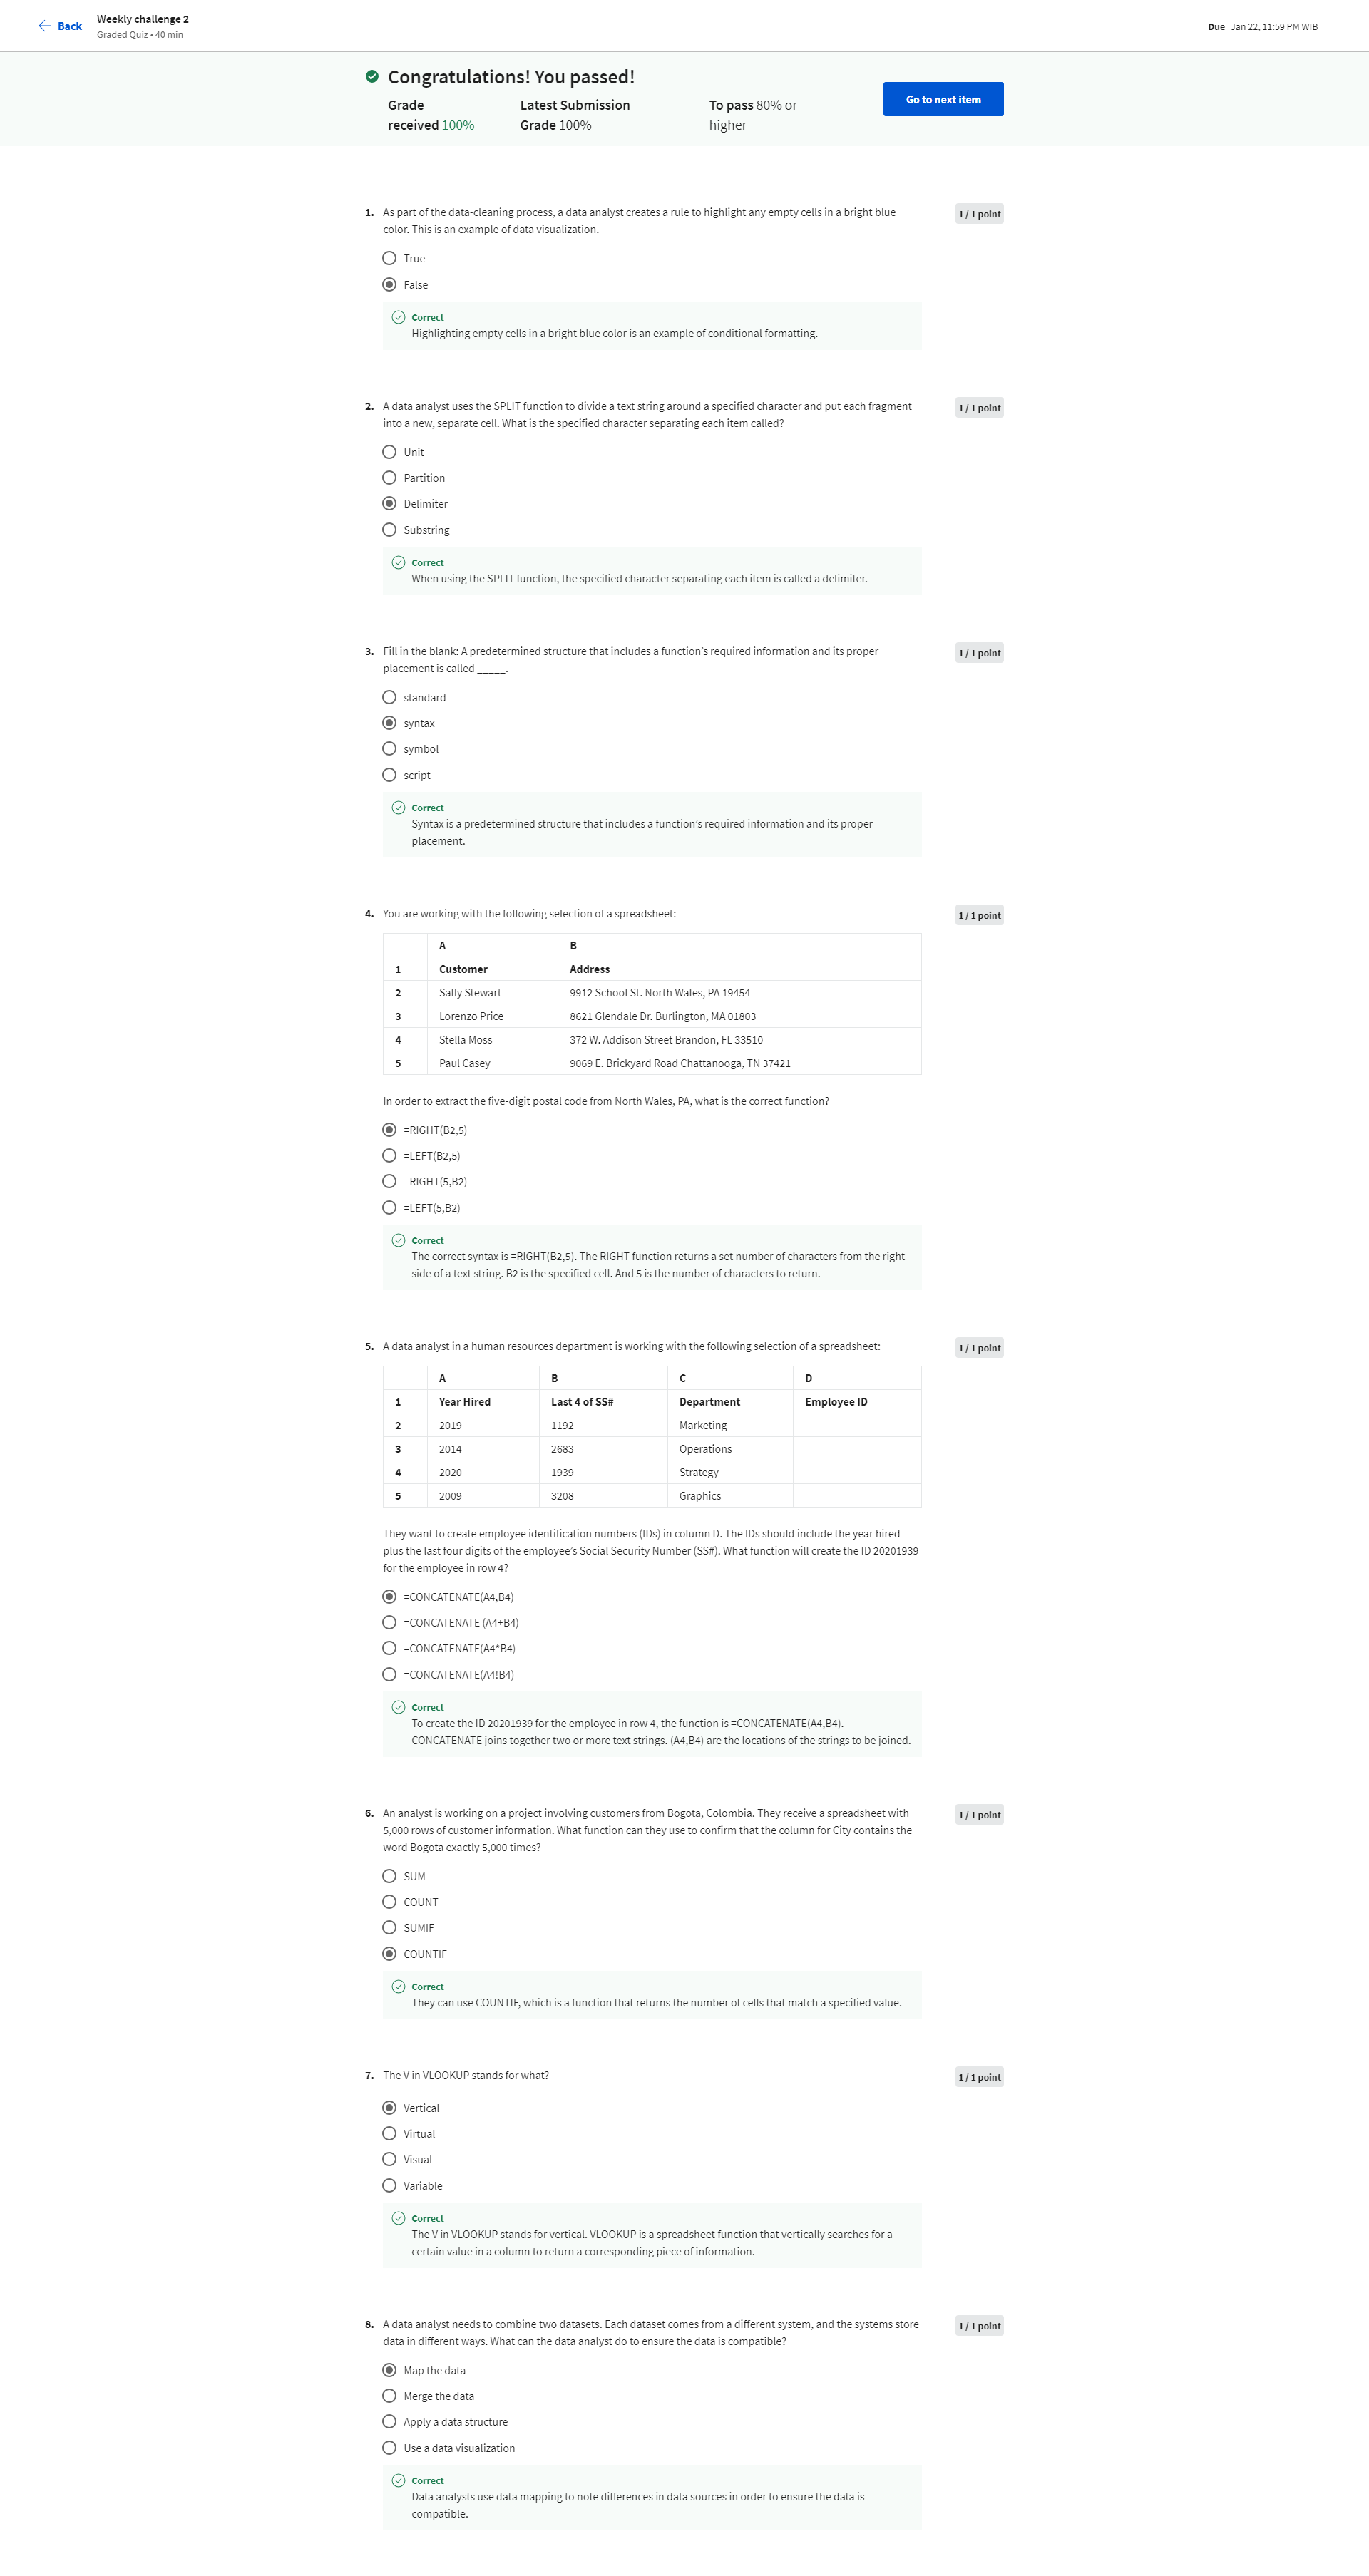 Back
Weekly challenge 2
Graded Quiz • 40 min
Due Jan 22, 11:59 PM WIB
Congratulations! You passed!
Grade received 100%
Latest Submission Grade 100%
To pass 80% or higher
Go to next item
1. As part of the data-cleaning process, a data analyst creates a rule to highlight any empty cells in a bright blue
color. This is an example of data visualization.
1 / 1 point
True
False
Correct
Highlighting empty cells in a bright blue color is an example of conditional formatting.
2. A data analyst uses the SPLIT function to divide a text string around a specified character and put each fragment
into a new, separate cell. What is the specified character separating each item called?
1 / 1 point
Unit
Partition
Delimiter
Substring
Correct
When using the SPLIT function, the specified character separating each item is called a delimiter.
3. Fill in the blank: A predetermined structure that includes a function’s required information and its proper
placement is called _____.
1 / 1 point
standard
syntax
symbol
script
Correct
Syntax is a predetermined structure that includes a function’s required information and its proper
placement.
4. You are working with the following selection of a spreadsheet:
1 / 1 point
A B
1 Customer Address
2 Sally Stewart 9912 School St. North Wales, PA 19454
3 Lorenzo Price 8621 Glendale Dr. Burlington, MA 01803
4 Stella Moss 372 W. Addison Street Brandon, FL 33510
5 Paul Casey 9069 E. Brickyard Road Chattanooga, TN 37421
In order to extract the five-digit postal code from North Wales, PA, what is the correct function?
=RIGHT(B2,5)
=LEFT(B2,5)
=RIGHT(5,B2)
=LEFT(5,B2)
Correct
The correct syntax is =RIGHT(B2,5). The RIGHT function returns a set number of characters from the right
side of a text string. B2 is the specified cell. And 5 is the number of characters to return.
5. A data analyst in a human resources department is working with the following selection of a spreadsheet:
1 / 1 point
A B C D
1 Year Hired Last 4 of SS# Department Employee ID
2 2019 1192 Marketing
3 2014 2683 Operations
4 2020 1939 Strategy
5 2009 3208 Graphics
They want to create employee identification numbers (IDs) in column D. The IDs should include the year hired
plus the last four digits of the employee’s Social Security Number (SS#). What function will create the ID 20201939
for the employee in row 4?
=CONCATENATE(A4,B4)
=CONCATENATE (A4+B4)
=CONCATENATE(A4*B4)
=CONCATENATE(A4!B4)
Correct
To create the ID 20201939 for the employee in row 4, the function is =CONCATENATE(A4,B4).
CONCATENATE joins together two or more text strings. (A4,B4) are the locations of the strings to be joined.
6. An analyst is working on a project involving customers from Bogota, Colombia. They receive a spreadsheet with
5,000 rows of customer information. What function can they use to confirm that the column for City contains the
word Bogota exactly 5,000 times?
1 / 1 point
SUM
COUNT
SUMIF
COUNTIF
Correct
They can use COUNTIF, which is a function that returns the number of cells that match a specified value.
7. The V in VLOOKUP stands for what?
1 / 1 point
Vertical
Virtual
Visual
Variable
Correct
The V in VLOOKUP stands for vertical. VLOOKUP is a spreadsheet function that vertically searches for a
certain value in a column to return a corresponding piece of information.
8. A data analyst needs to combine two datasets. Each dataset comes from a different system, and the systems store
data in different ways. What can the data analyst do to ensure the data is compatible?
1 / 1 point
Map the data
Merge the data
Apply a data structure
Use a data visualization
Correct
Data analysts use data mapping to note differences in data sources in order to ensure the data is
compatible.